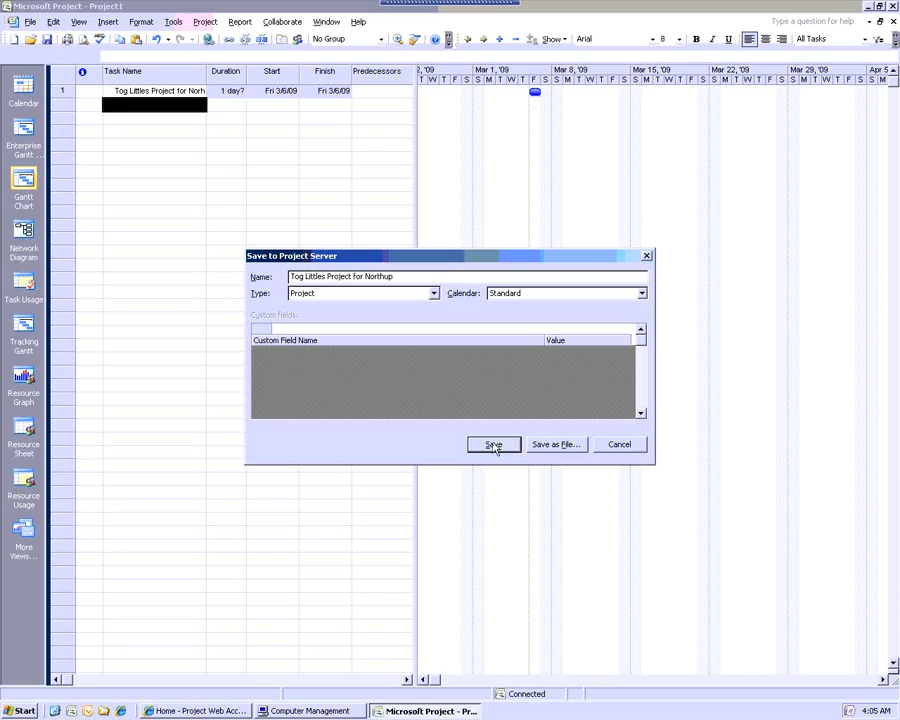 Microsoft Project - Project1
File Edit View Insert Format Tools Project Report Collaborate Window Help
Type a question for help
No Group
Show
Arial
8
B I U
All Tasks
Task Name Duration Start Finish Predecessors
2, '09 Mar 1, '09 Mar 8, '09 Mar 15, '09 Mar 22, '09 Mar 29, '09 Apr 5
T W T F S S M T W T F S S M T W T F S S M T W T F S S M T W T F S S M T W T F S S M
1 Tog Littles Project for Norh 1 day? Fri 3/6/09 Fri 3/6/09
Calendar
Enterprise
Gantt ...
Gantt
Chart
Network
Diagram
Task Usage
Tracking
Gantt
Resource
Graph
Resource
Sheet
Resource
Usage
More
Views...
Save to Project Server
Name: Tog Littles Project for Northup
Type: Project Calendar: Standard
Custom fields:
Custom Field Name Value
Save Save as File... Cancel
Connected
Start Home - Project Web Acc... Computer Management Microsoft Project - Pr... 4:05 AM